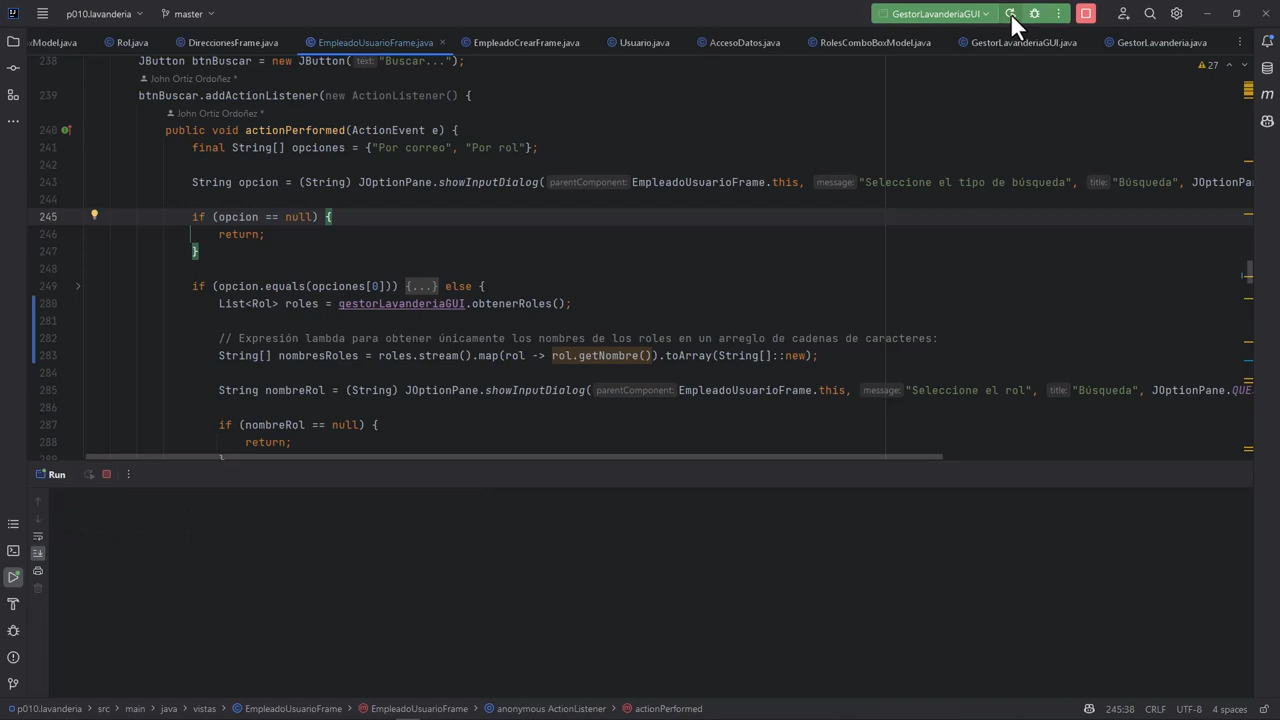 p010.lavanderia
master
GestorLavanderiaGUI
xModel.java
Rol.java
DireccionesFrame.java
EmpleadoUsuarioFrame.java
EmpleadoCrearFrame.java
Usuario.java
AccesoDatos.java
RolesComboBoxModel.java
GestorLavanderiaGUI.java
GestorLavanderia.java
27
238 JButton btnBuscar = new JButton( text: "Buscar...");
John Ortiz Ordoñez *
239 btnBuscar.addActionListener(new ActionListener() {
John Ortiz Ordoñez *
240 public void actionPerformed(ActionEvent e) {
241 final String[] opciones = {"Por correo", "Por rol"};
242
243 String opcion = (String) JOptionPane.showInputDialog( parentComponent: EmpleadoUsuarioFrame.this, message: "Seleccione el tipo de búsqueda", title: "Búsqueda", JOptionPa
244
245 if (opcion == null) {
246 return;
247 }
248
249 if (opcion.equals(opciones[0])) {...} else {
280 List<Rol> roles = gestorLavanderiaGUI.obtenerRoles();
281
282 // Expresión lambda para obtener únicamente los nombres de los roles en un arreglo de cadenas de caracteres:
283 String[] nombresRoles = roles.stream().map(rol -> rol.getNombre()).toArray(String[]::new);
284
285 String nombreRol = (String) JOptionPane.showInputDialog( parentComponent: EmpleadoUsuarioFrame.this, message: "Seleccione el rol", title: "Búsqueda", JOptionPane.QUE
286
287 if (nombreRol == null) {
288 return;
289 }
Run
p010.lavanderia
src
main
java
vistas
EmpleadoUsuarioFrame
EmpleadoUsuarioFrame
anonymous ActionListener
actionPerformed
245:38
CRLF
UTF-8
4 spaces